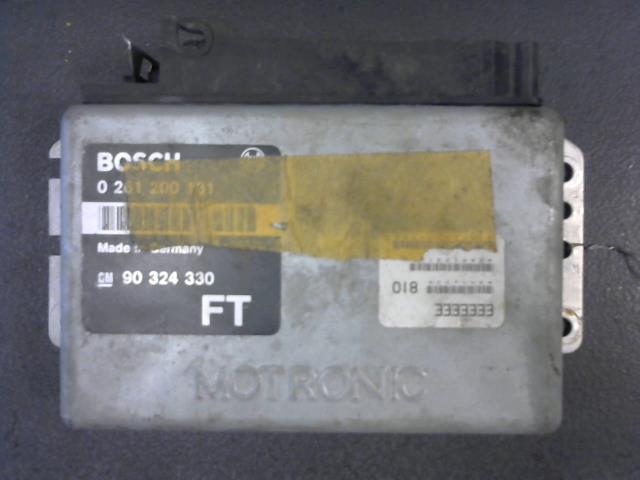 BOSCH
0 261 200 131
Made in Germany
GM 90 324 330
FT
018
3333333
MOTRONIC